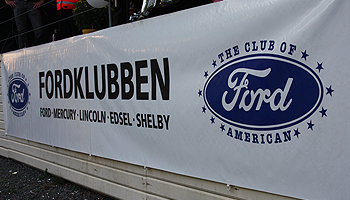 FORDKLUBBEN
FORD·MERCURY·LINCOLN·EDSEL·SHELBY
THE CLUB OF
Ford
AMERICAN